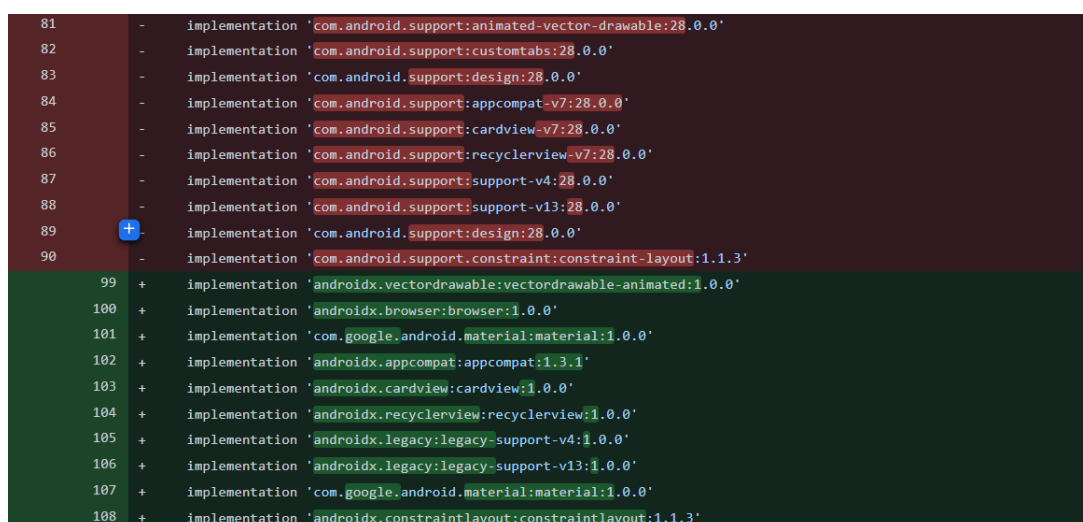 81 - implementation 'com.android.support:animated-vector-drawable:28.0.0'
82 - implementation 'com.android.support:customtabs:28.0.0'
83 - implementation 'com.android.support:design:28.0.0'
84 - implementation 'com.android.support:appcompat-v7:28.0.0'
85 - implementation 'com.android.support:cardview-v7:28.0.0'
86 - implementation 'com.android.support:recyclerview-v7:28.0.0'
87 - implementation 'com.android.support:support-v4:28.0.0'
88 - implementation 'com.android.support:support-v13:28.0.0'
89 + - implementation 'com.android.support:design:28.0.0'
90 - implementation 'com.android.support.constraint:constraint-layout:1.1.3'
99 + implementation 'androidx.vectordrawable:vectordrawable-animated:1.0.0'
100 + implementation 'androidx.browser:browser:1.0.0'
101 + implementation 'com.google.android.material:material:1.0.0'
102 + implementation 'androidx.appcompat:appcompat:1.3.1'
103 + implementation 'androidx.cardview:cardview:1.0.0'
104 + implementation 'androidx.recyclerview:recyclerview:1.0.0'
105 + implementation 'androidx.legacy:legacy-support-v4:1.0.0'
106 + implementation 'androidx.legacy:legacy-support-v13:1.0.0'
107 + implementation 'com.google.android.material:material:1.0.0'
108 + implementation 'androidx.constraintlayout:constraintlayout:1.1.3'